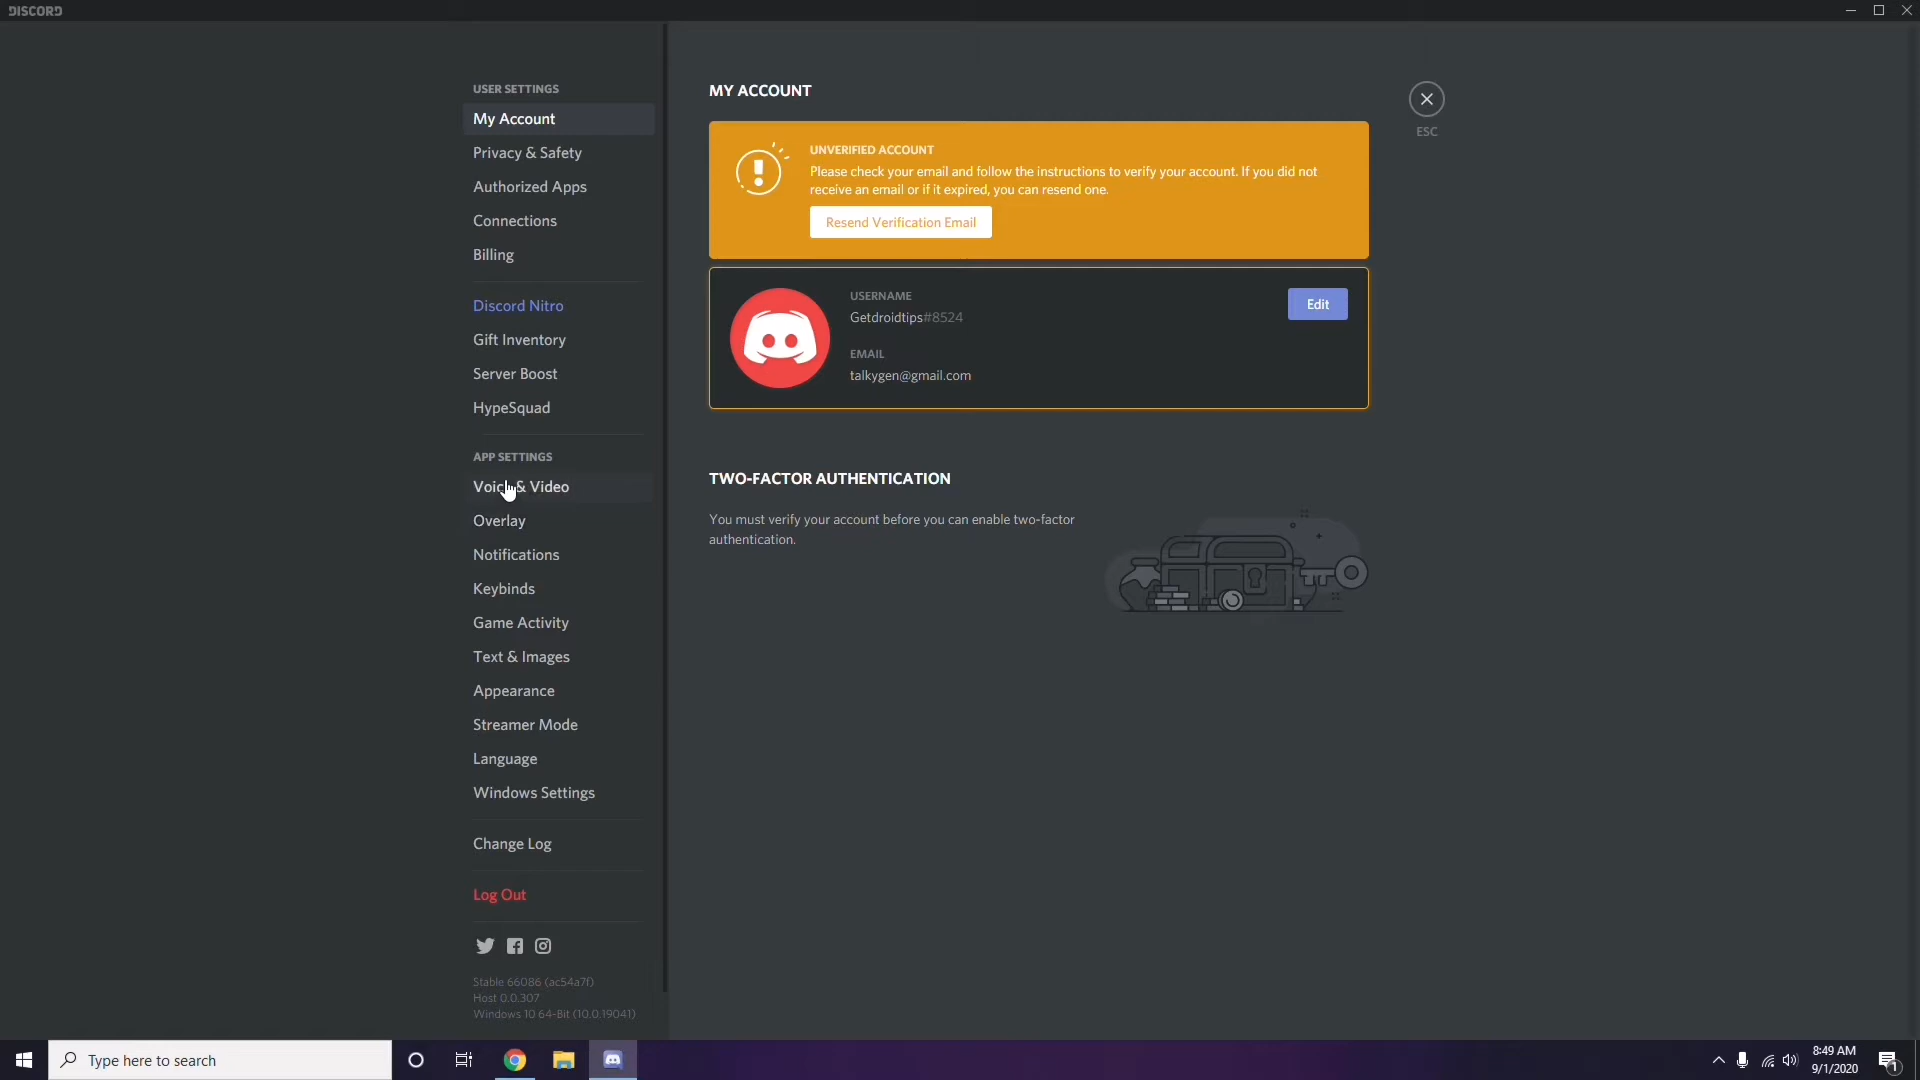 DISCORD
USER SETTINGS
My Account
Privacy & Safety
Authorized Apps
Connections
Billing
Discord Nitro
Gift Inventory
Server Boost
HypeSquad
APP SETTINGS
Voice & Video
Overlay
Notifications
Keybinds
Game Activity
Text & Images
Appearance
Streamer Mode
Language
Windows Settings
Change Log
Log Out
Stable 66086 (ac54a7f)
Host 0.0.307
Windows 10 64-Bit (10.0.19041)
MY ACCOUNT
ESC
UNVERIFIED ACCOUNT
Please check your email and follow the instructions to verify your account. If you did not
receive an email or if it expired, you can resend one.
Resend Verification Email
USERNAME
Getdroidtips#8524
Edit
EMAIL
talkygen@gmail.com
TWO-FACTOR AUTHENTICATION
You must verify your account before you can enable two-factor
authentication.
Type here to search
8:49 AM
9/1/2020
1